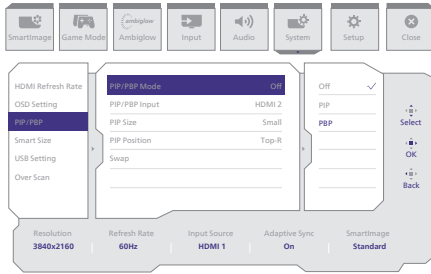 SmartImage
Game Mode
ambiglow
Ambiglow
Input
Audio
System
Setup
Close
HDMI Refresh Rate
OSD Setting
PIP/PBP
Smart Size
USB Setting
Over Scan
PIP/PBP Mode Off
PIP/PBP Input HDMI 2
PIP Size Small
PIP Position Top-R
Swap
Off
PIP
PBP
Select
OK
Back
Resolution
3840x2160
Refresh Rate
60Hz
Input Source
HDMI 1
Adaptive Sync
On
SmartImage
Standard